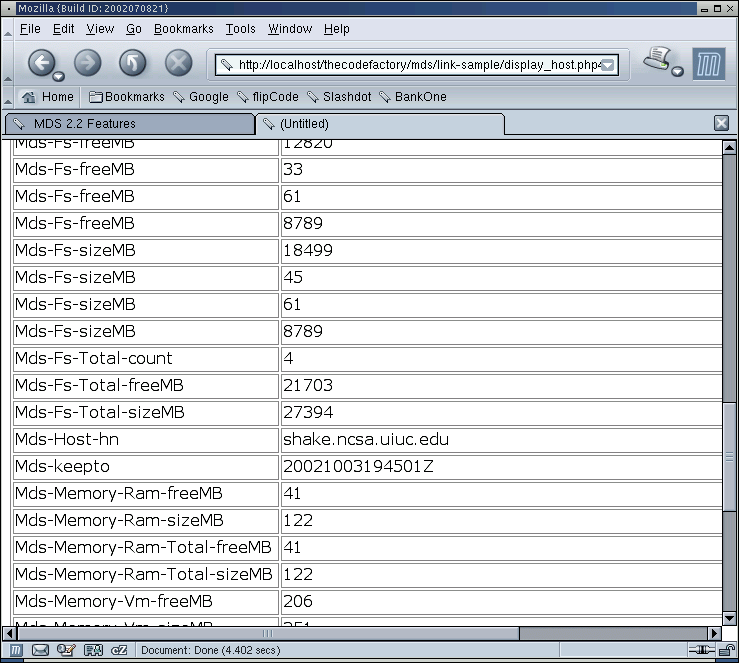 Mozilla {Build ID: 2002070821}
File Edit View Go Bookmarks Tools Window Help
http://localhost/thecodefactory/mds/link-sample/display_host.php4
Home Bookmarks Google flipCode Slashdot BankOne
MDS 2.2 Features (Untitled)
Mds-Fs-freeMB 12820
Mds-Fs-freeMB 33
Mds-Fs-freeMB 61
Mds-Fs-freeMB 8789
Mds-Fs-sizeMB 18499
Mds-Fs-sizeMB 45
Mds-Fs-sizeMB 61
Mds-Fs-sizeMB 8789
Mds-Fs-Total-count 4
Mds-Fs-Total-freeMB 21703
Mds-Fs-Total-sizeMB 27394
Mds-Host-hn shake.ncsa.uiuc.edu
Mds-keepto 20021003194501Z
Mds-Memory-Ram-freeMB 41
Mds-Memory-Ram-sizeMB 122
Mds-Memory-Ram-Total-freeMB 41
Mds-Memory-Ram-Total-sizeMB 122
Mds-Memory-Vm-freeMB 206
Mds-Memory-Vm-sizeMB 251
Document: Done (4.402 secs)